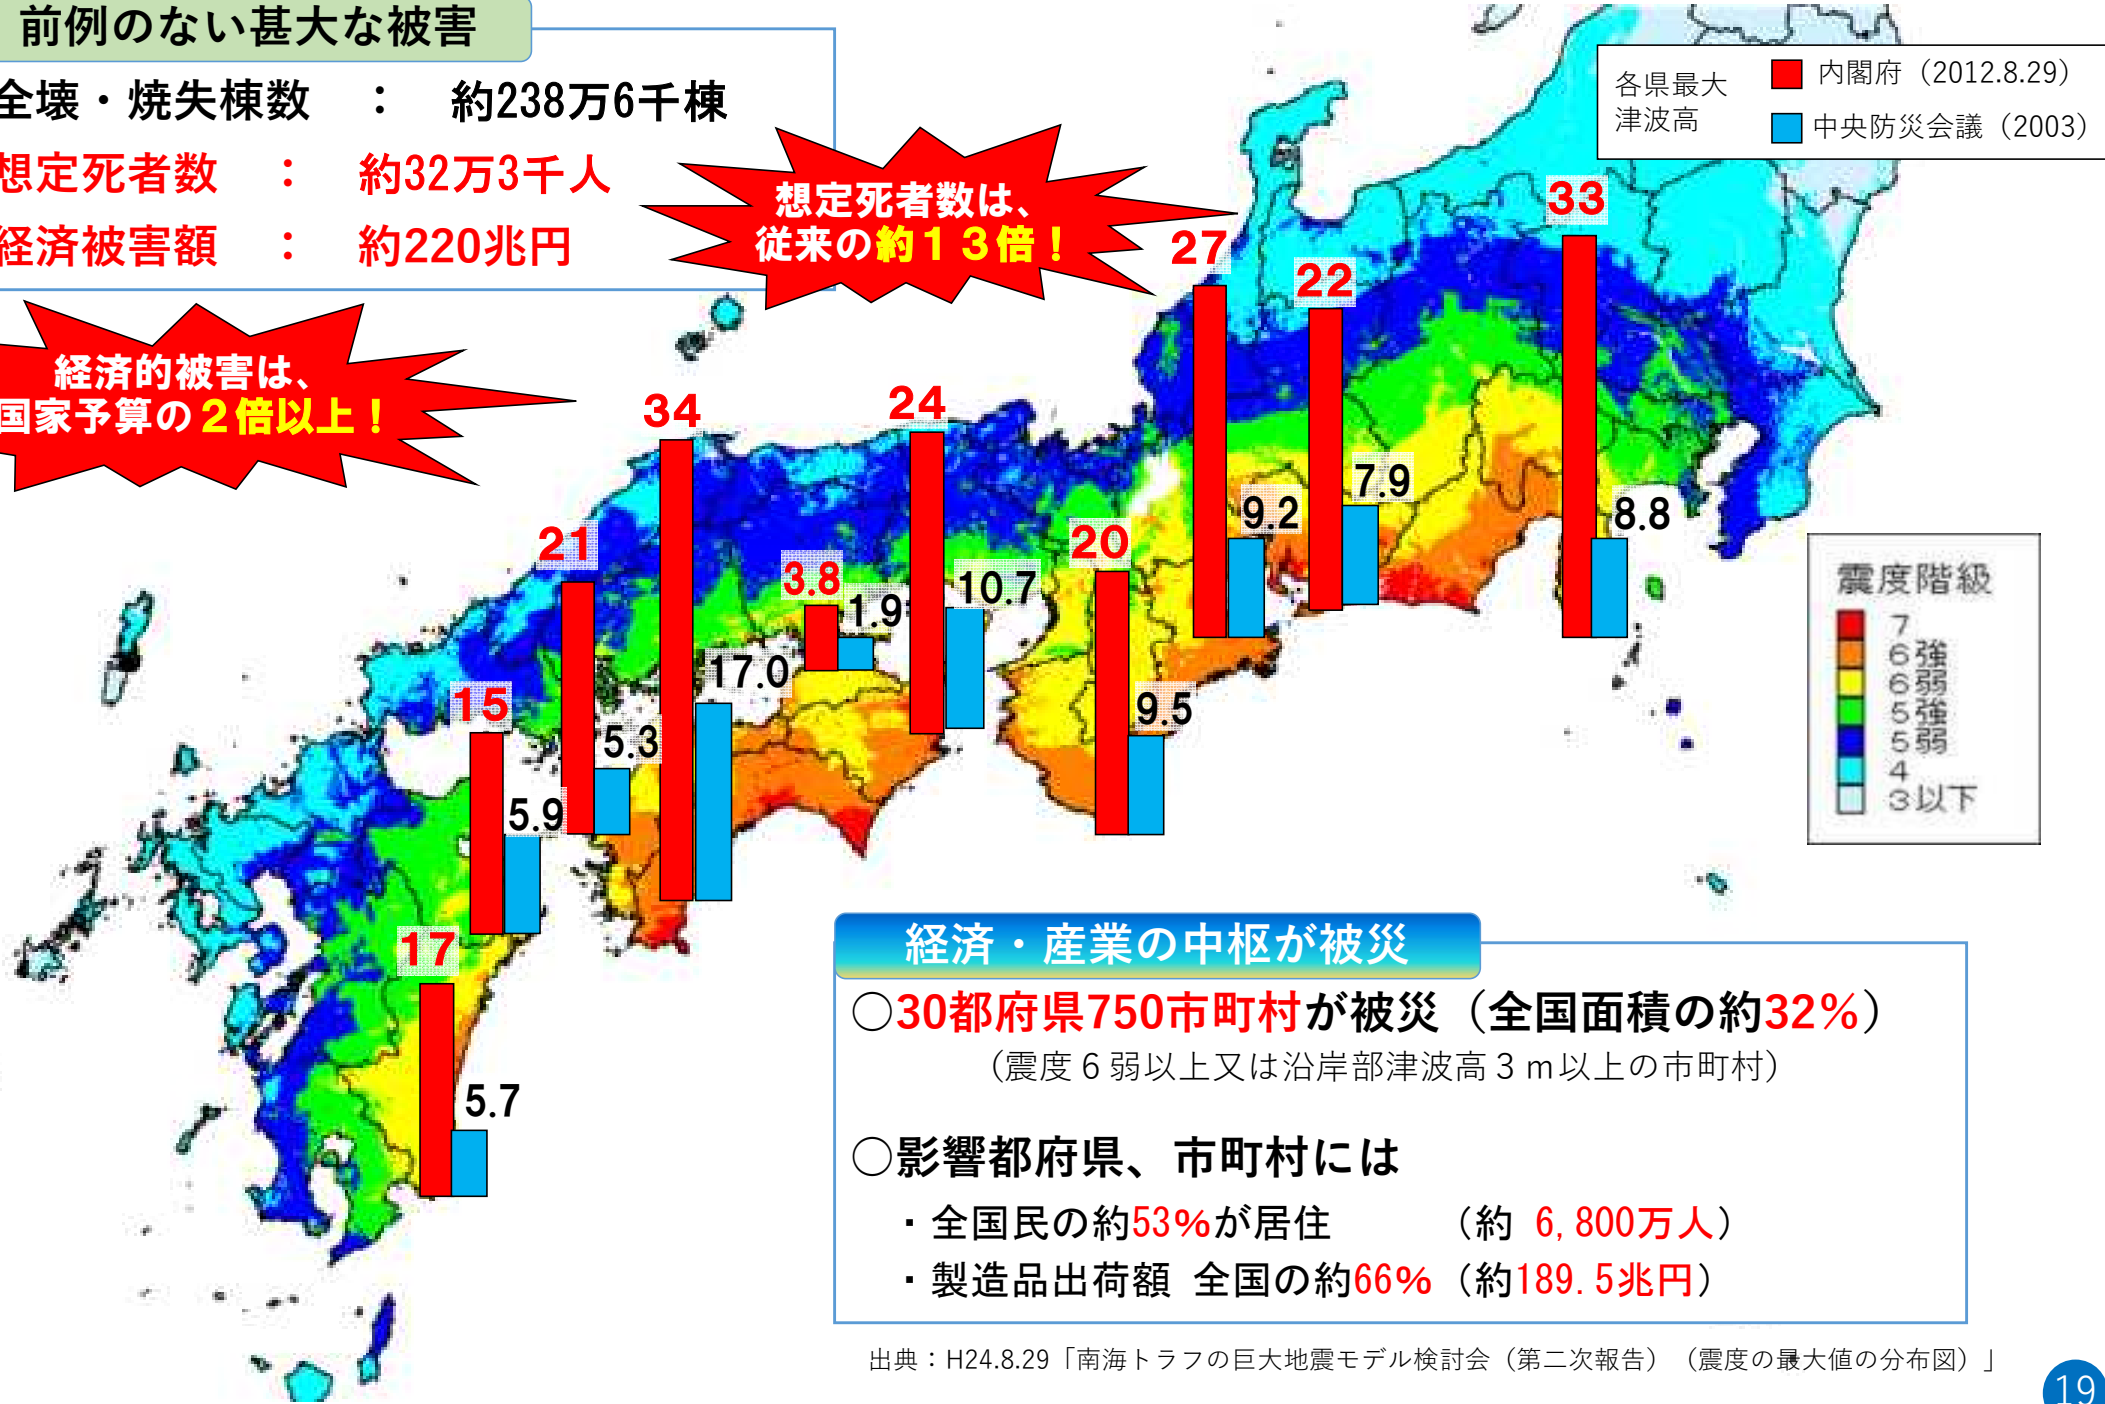 前例のない甚大な被害
全壊・焼失棟数 ： 約238万6千棟
想定死者数 ： 約32万3千人
経済被害額 ： 約220兆円
想定死者数は、
従来の約１３倍！
経済的被害は、
国家予算の２倍以上！
各県最大
津波高
内閣府（2012.8.29）
中央防災会議（2003）
33
27
22
34
24
21
20
3.8
15
17
8.8
7.9
9.2
10.7
1.9
17.0
9.5
5.3
5.9
5.7
震度階級
7
6強
6弱
5強
5弱
4
3以下
経済・産業の中枢が被災
○30都府県750市町村が被災（全国面積の約32％）
（震度６弱以上又は沿岸部津波高３ｍ以上の市町村）
○影響都府県、市町村には
・全国民の約53％が居住 （約 6,800万人）
・製造品出荷額 全国の約66％（約189.5兆円）
出典：H24.8.29「南海トラフの巨大地震モデル検討会（第二次報告）（震度の最大値の分布図）」
19